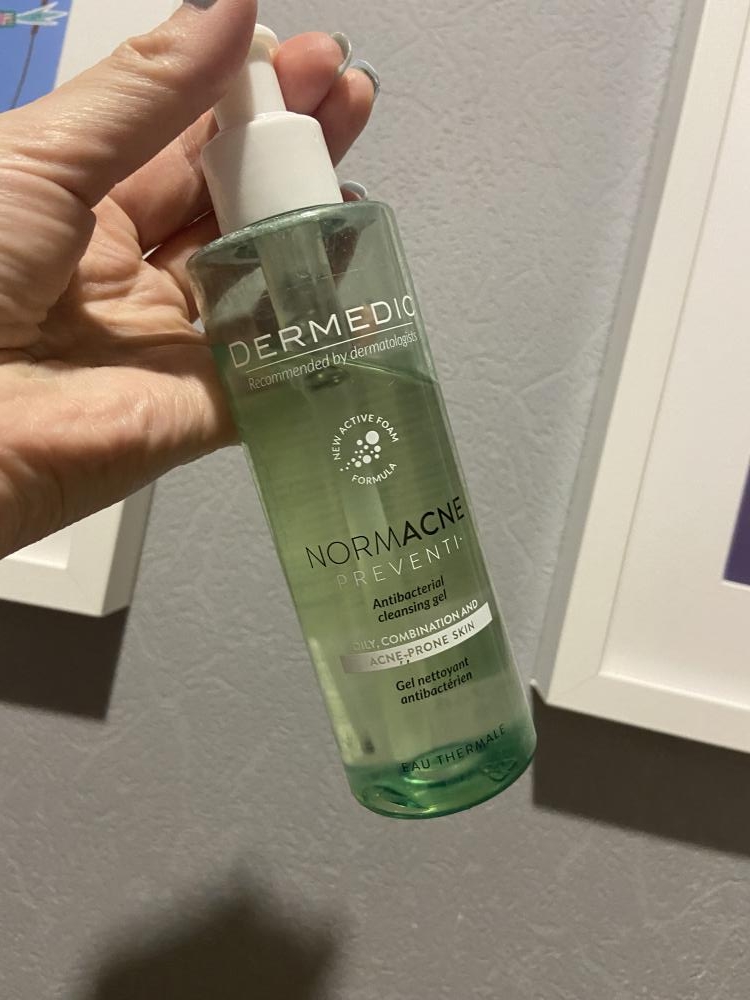 DERMEDIC
Recommended by dermatologists
NEW ACTIVE FOAM
FORMULA
NORMACNE
PREVENTI
Antibacterial
cleansing gel
OILY, COMBINATION AND
ACNE-PRONE SKIN
Gel nettoyant
antibactérien
EAU THERMALE